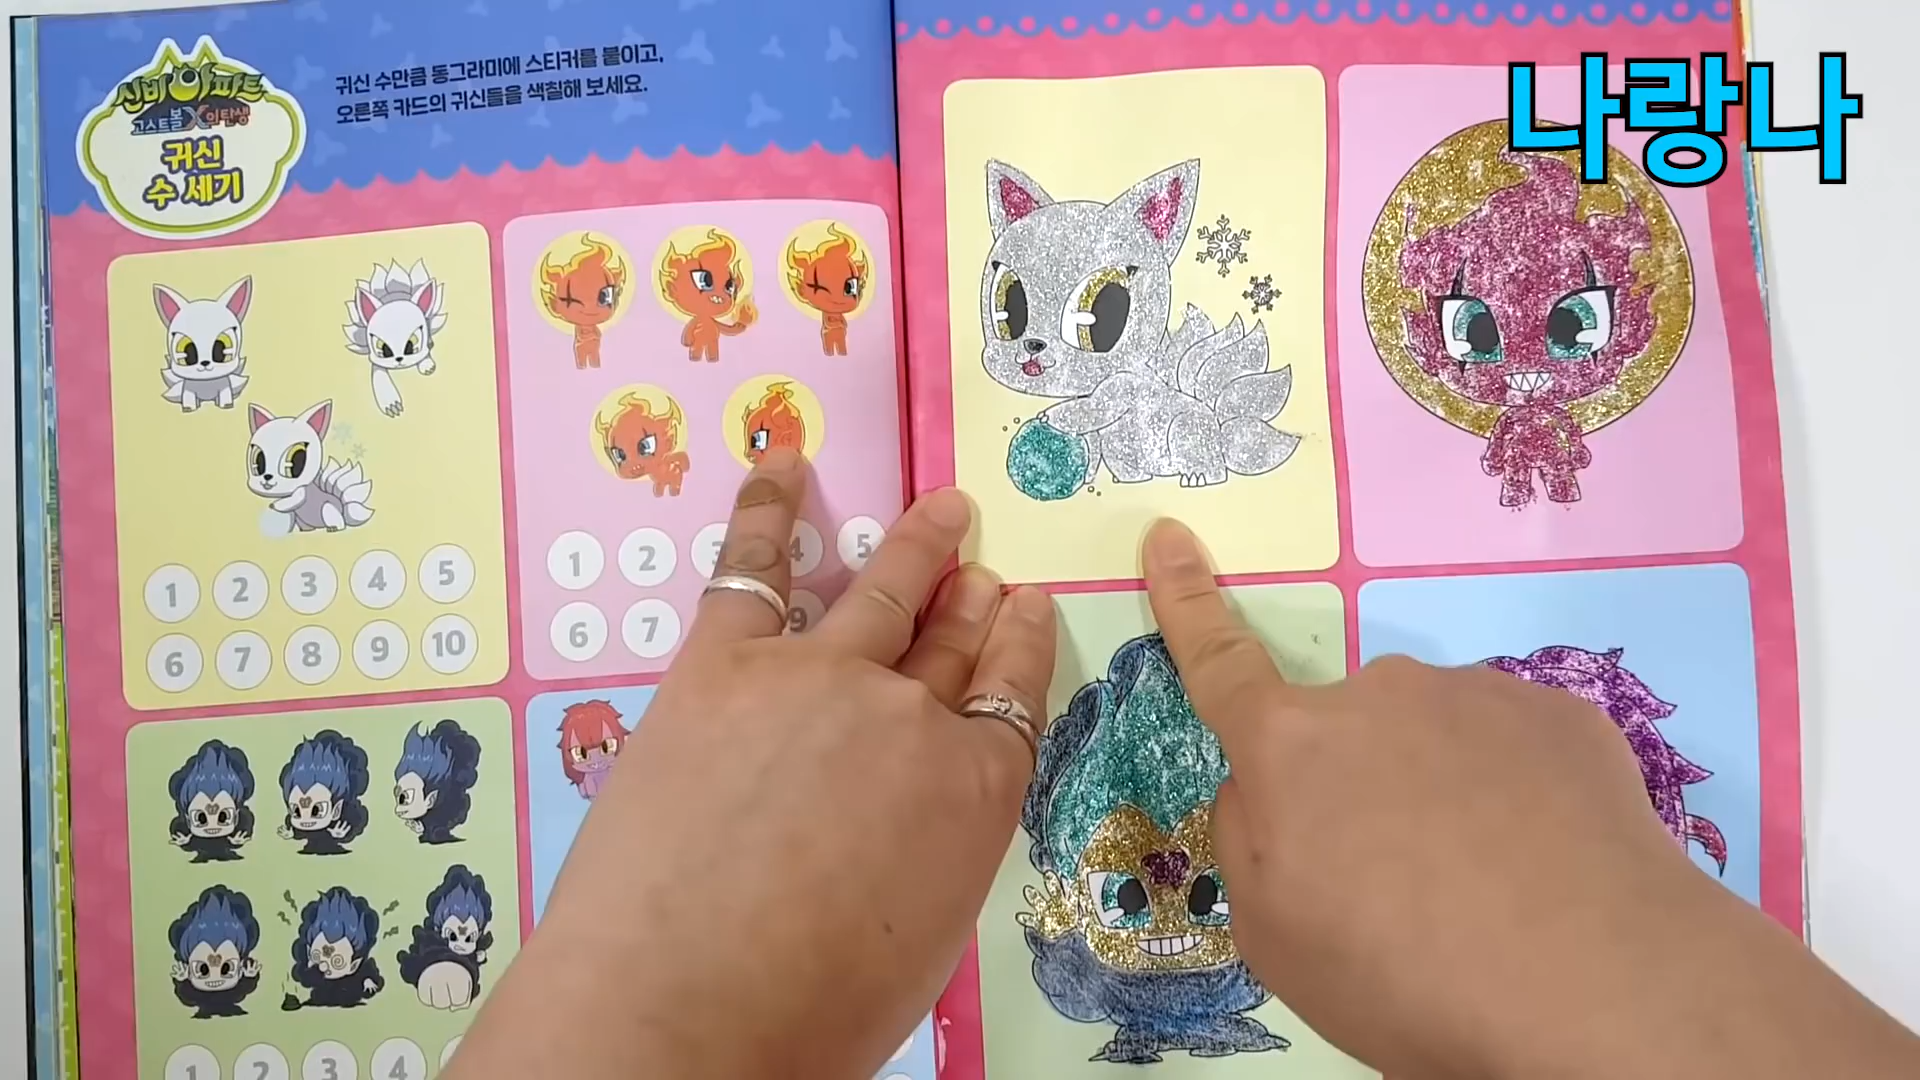 나랑나
신비아파트
고스트볼 X의 탄생
귀신
수 세기
귀신 수만큼 동그라미에 스티커를 붙이고,
오른쪽 카드의 귀신들을 색칠해 보세요.
1 2 3 4 5
6 7 8 9 10
1 2 3 4 5
6 7 9
1 2 3 4